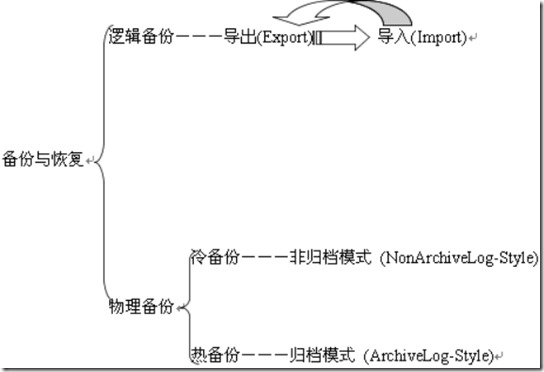 逻辑备份－－－导出(Export) 导入(Import)
备份与恢复
冷备份－－－非归档模式 (NonArchiveLog-Style)
物理备份
热备份－－－归档模式 (ArchiveLog-Style)